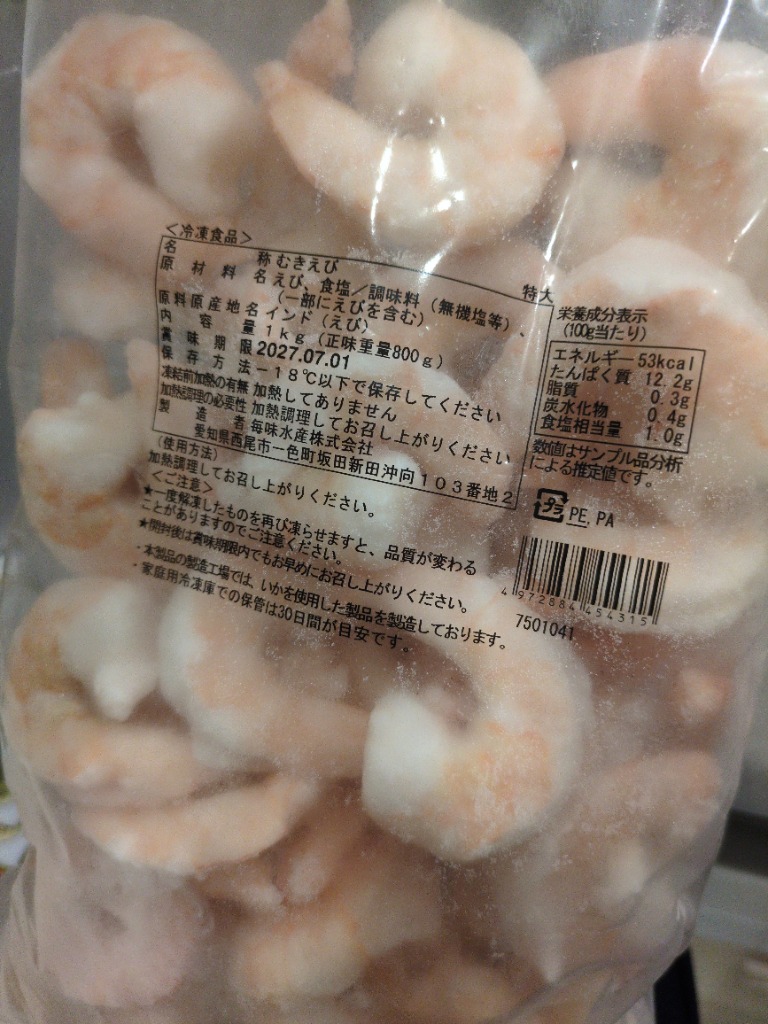 <冷凍食品>
名称 むきえび 特大
原材料名 えび、食塩／調味料（無機塩等）、
（一部にえびを含む）
原料原産地名 インド（えび）
内容量 1kg（正味重量800g）
賞味期限 2027.07.01
保存方法 －18℃以下で保存してください
凍結前加熱の有無 加熱してありません
加熱調理の必要性 加熱調理してお召し上がりください
製造者 毎味水産株式会社
愛知県西尾市一色町坂田新田沖向103番地2
（使用方法）
加熱調理してお召し上がりください。
<ご注意>
★一度解凍したものを再び凍らせますと、品質が変わる
ことがありますのでご注意ください。
★開封後は賞味期限内でもお早めにお召し上がりください。
・本製品の製造工場では、いかを使用した製品を製造しております。
・家庭用冷凍庫での保管は30日間が目安です。
栄養成分表示
（100g当たり）
エネルギー 53kcal
たんぱく質 12.2g
脂質 0.3g
炭水化物 0.4g
食塩相当量 1.0g
数値はサンプル品分析
による推定値です。
プラ PE, PA
4972884454315
7501041